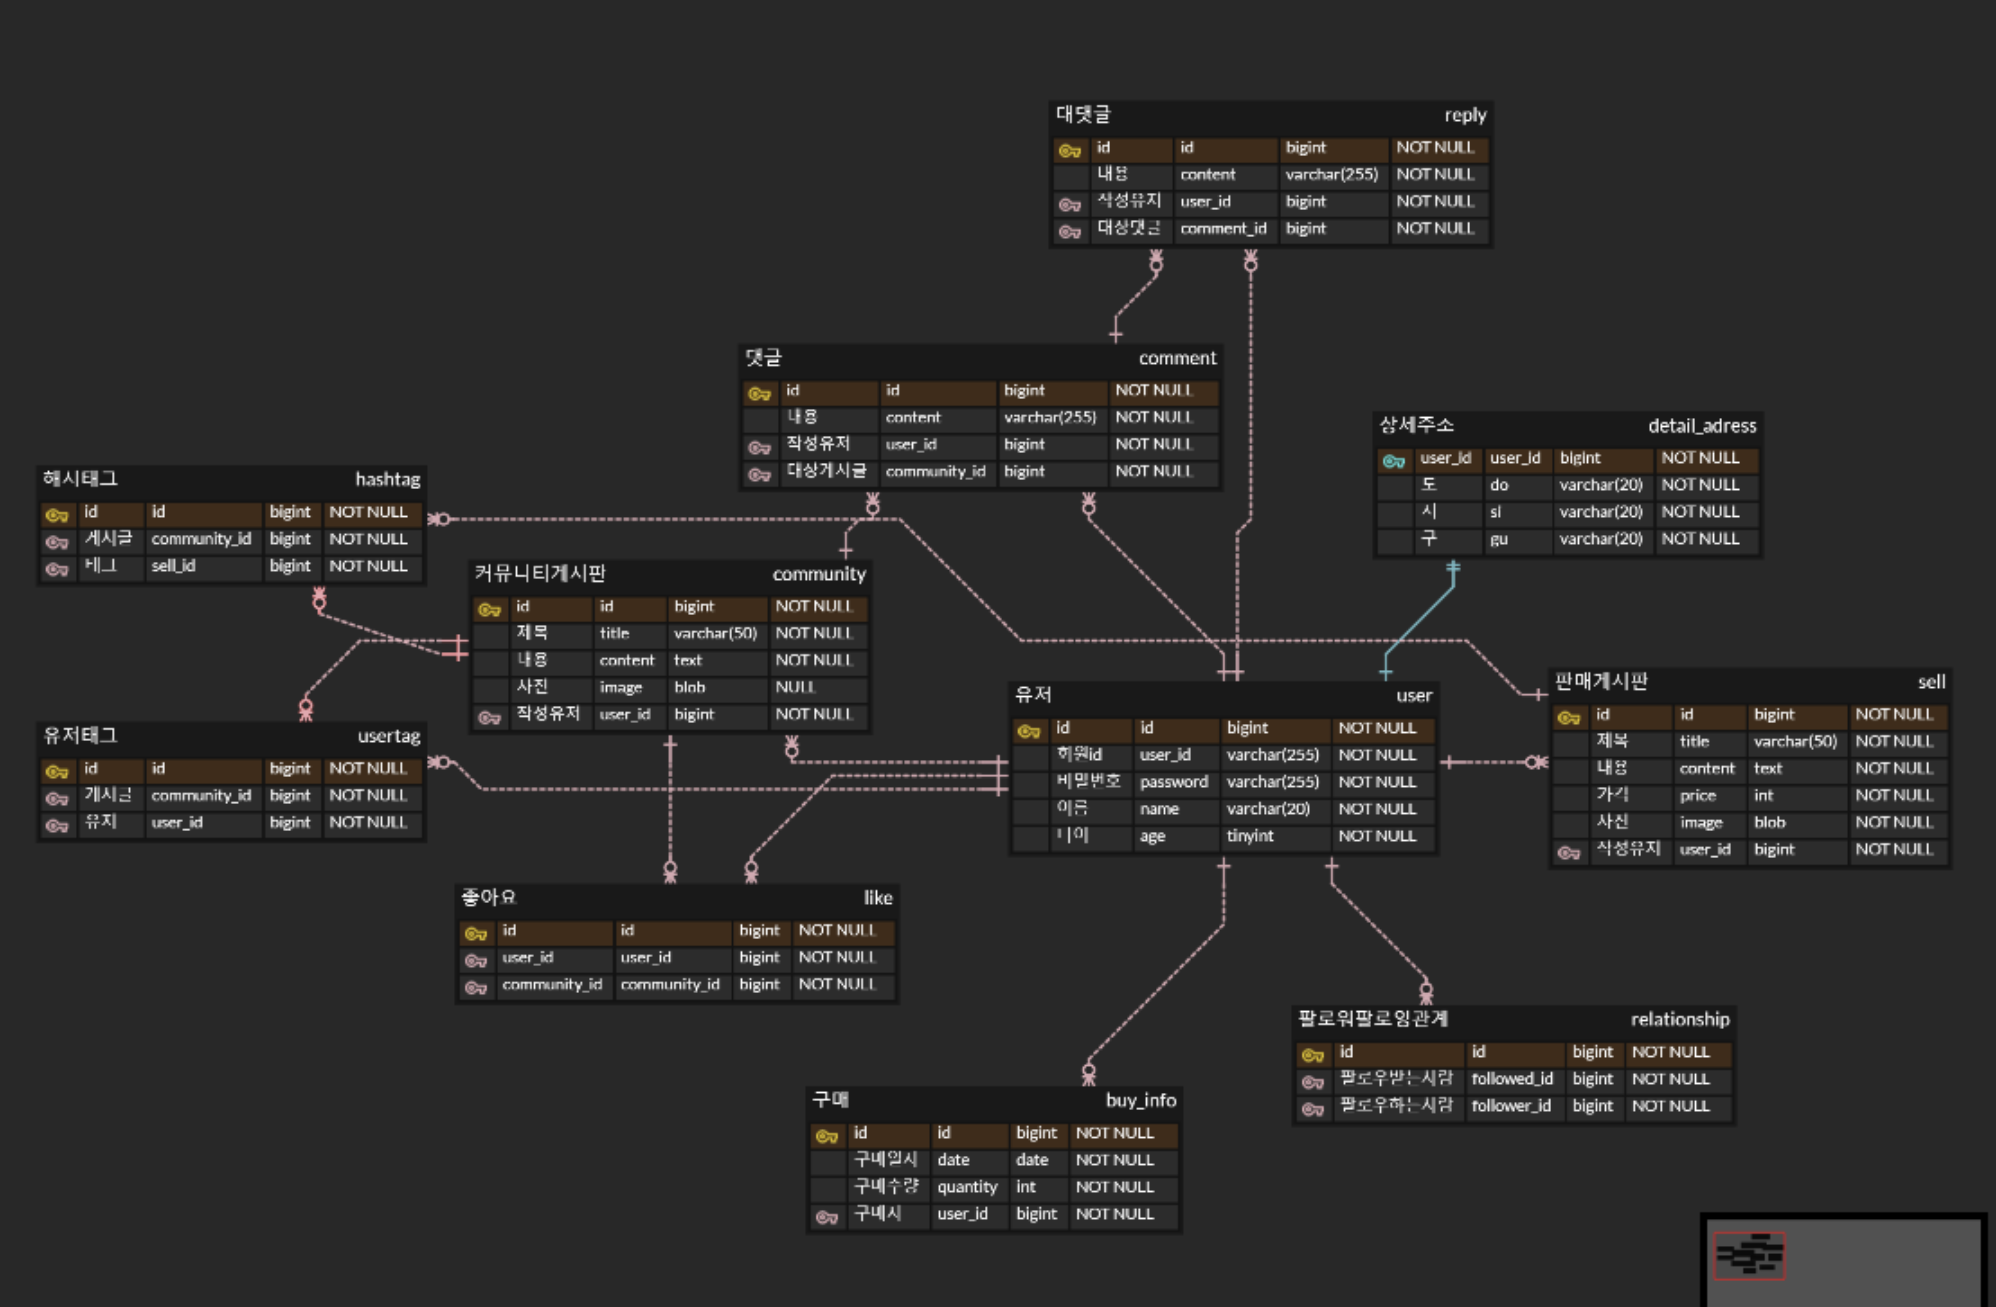 대댓글 reply
id id bigint NOT NULL
내용 content varchar(255) NOT NULL
작성유저 user_id bigint NOT NULL
대상댓글 comment_id bigint NOT NULL
댓글 comment
id id bigint NOT NULL
내용 content varchar(255) NOT NULL
작성유저 user_id bigint NOT NULL
대상게시글 community_id bigint NOT NULL
상세주소 detail_adress
user_id user_id bigint NOT NULL
도 do varchar(20) NOT NULL
시 si varchar(20) NOT NULL
구 gu varchar(20) NOT NULL
해시태그 hashtag
id id bigint NOT NULL
게시글 community_id bigint NOT NULL
sell_id bigint NOT NULL
커뮤니티게시판 community
id id bigint NOT NULL
제목 title varchar(50) NOT NULL
내용 content text NOT NULL
사진 image blob NULL
작성유저 user_id bigint NOT NULL
유저태그 usertag
id id bigint NOT NULL
게시글 community_id bigint NOT NULL
유저 user_id bigint NOT NULL
유저 user
id id bigint NOT NULL
회원id user_id varchar(255) NOT NULL
비밀번호 password varchar(255) NOT NULL
이름 name varchar(20) NOT NULL
나이 age tinyint NOT NULL
판매게시판 sell
id id bigint NOT NULL
제목 title varchar(50) NOT NULL
내용 content text NOT NULL
가격 price int NOT NULL
사진 image blob NOT NULL
작성유저 user_id bigint NOT NULL
좋아요 like
id id bigint NOT NULL
user_id user_id bigint NOT NULL
community_id community_id bigint NOT NULL
팔로워팔로잉관계 relationship
id id bigint NOT NULL
팔로우받는사람 followed_id bigint NOT NULL
팔로우하는사람 follower_id bigint NOT NULL
구매 buy_info
id id bigint NOT NULL
구매일시 date date NOT NULL
구매수량 quantity int NOT NULL
user_id bigint NOT NULL